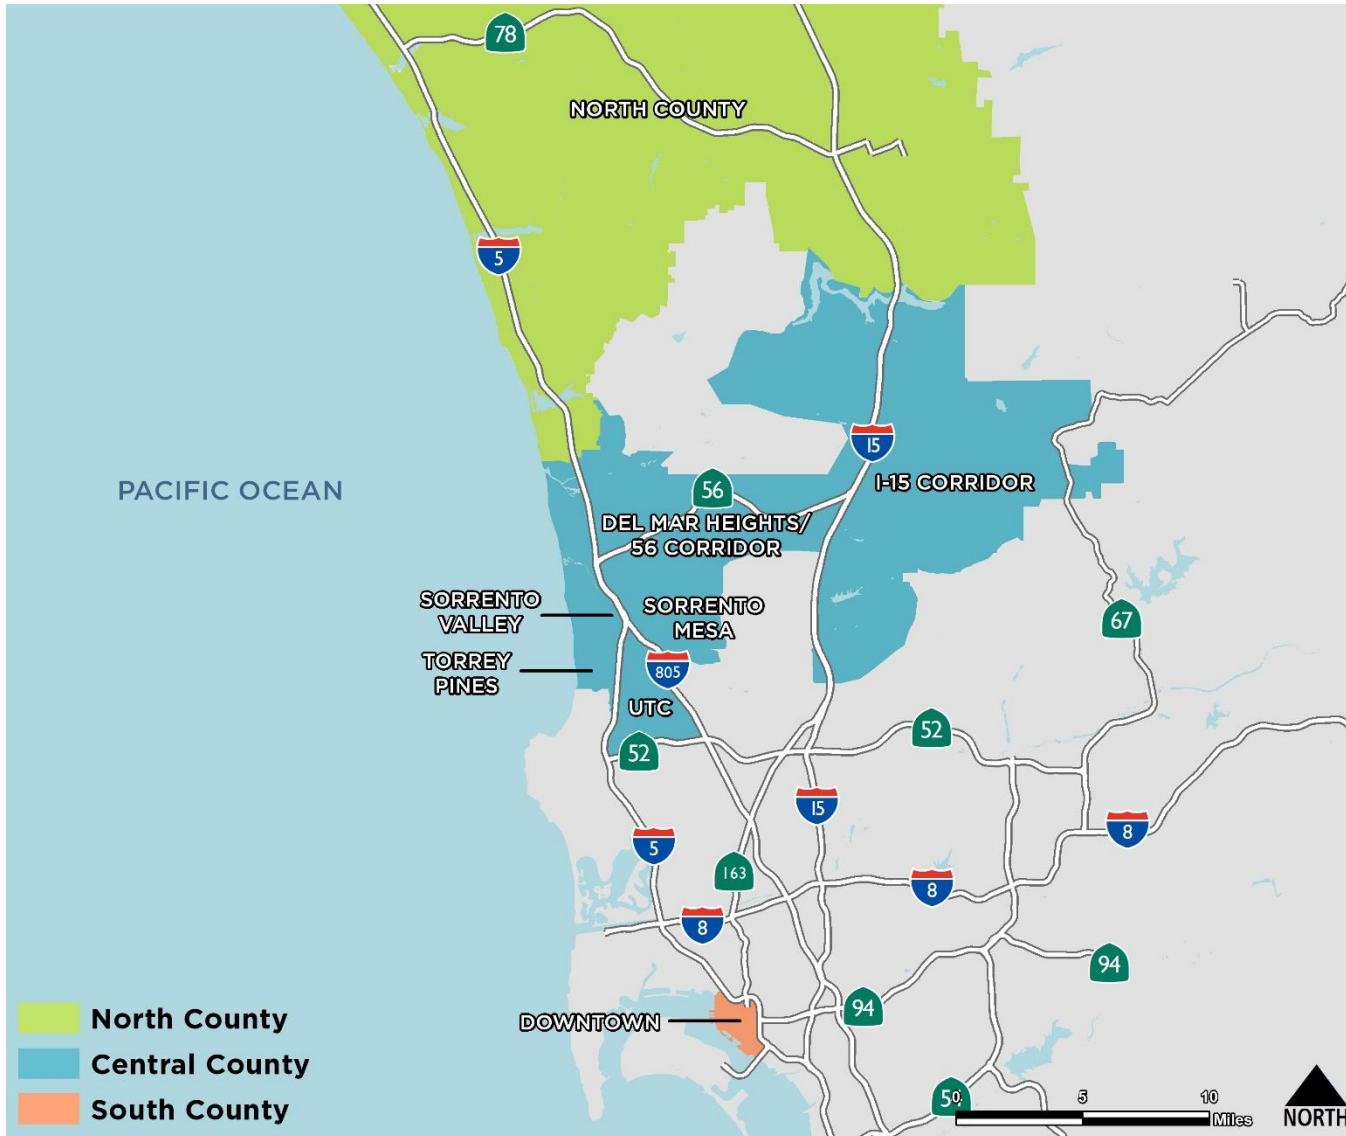 78
NORTH COUNTY
5
15
I-15 CORRIDOR
PACIFIC OCEAN
56
DEL MAR HEIGHTS/
56 CORRIDOR
SORRENTO
VALLEY
SORRENTO
MESA
67
TORREY
PINES
805
UTC
52
52
15
8
5
163
8
8
94
94
DOWNTOWN
North County
Central County
South County
54
0
5
10
Miles
NORTH